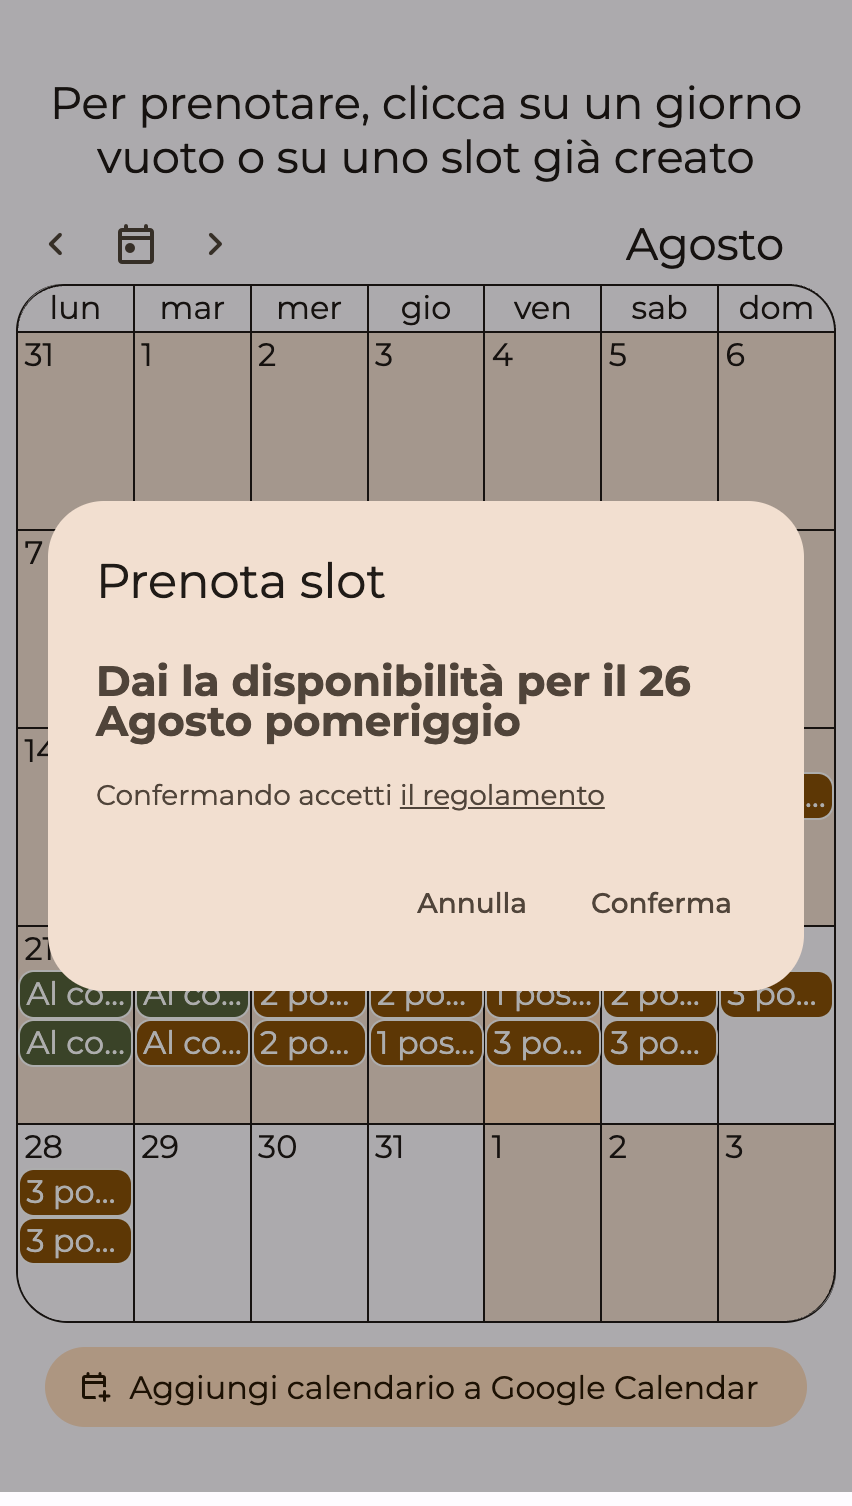 Per prenotare, clicca su un giorno
vuoto o su uno slot già creato
Agosto
lun mar mer gio ven sab dom
31 1 2 3 4 5 6
7
Prenota slot
Dai la disponibilità per il 26
Agosto pomeriggio
14
Confermando accetti il regolamento
...
Annulla Conferma
21
Al co... Al co... 2 po... 2 po... 1 pos... 2 po... 3 po...
Al co... Al co... 2 po... 1 pos... 3 po... 3 po...
28 29 30 31 1 2 3
3 po...
3 po...
Aggiungi calendario a Google Calendar